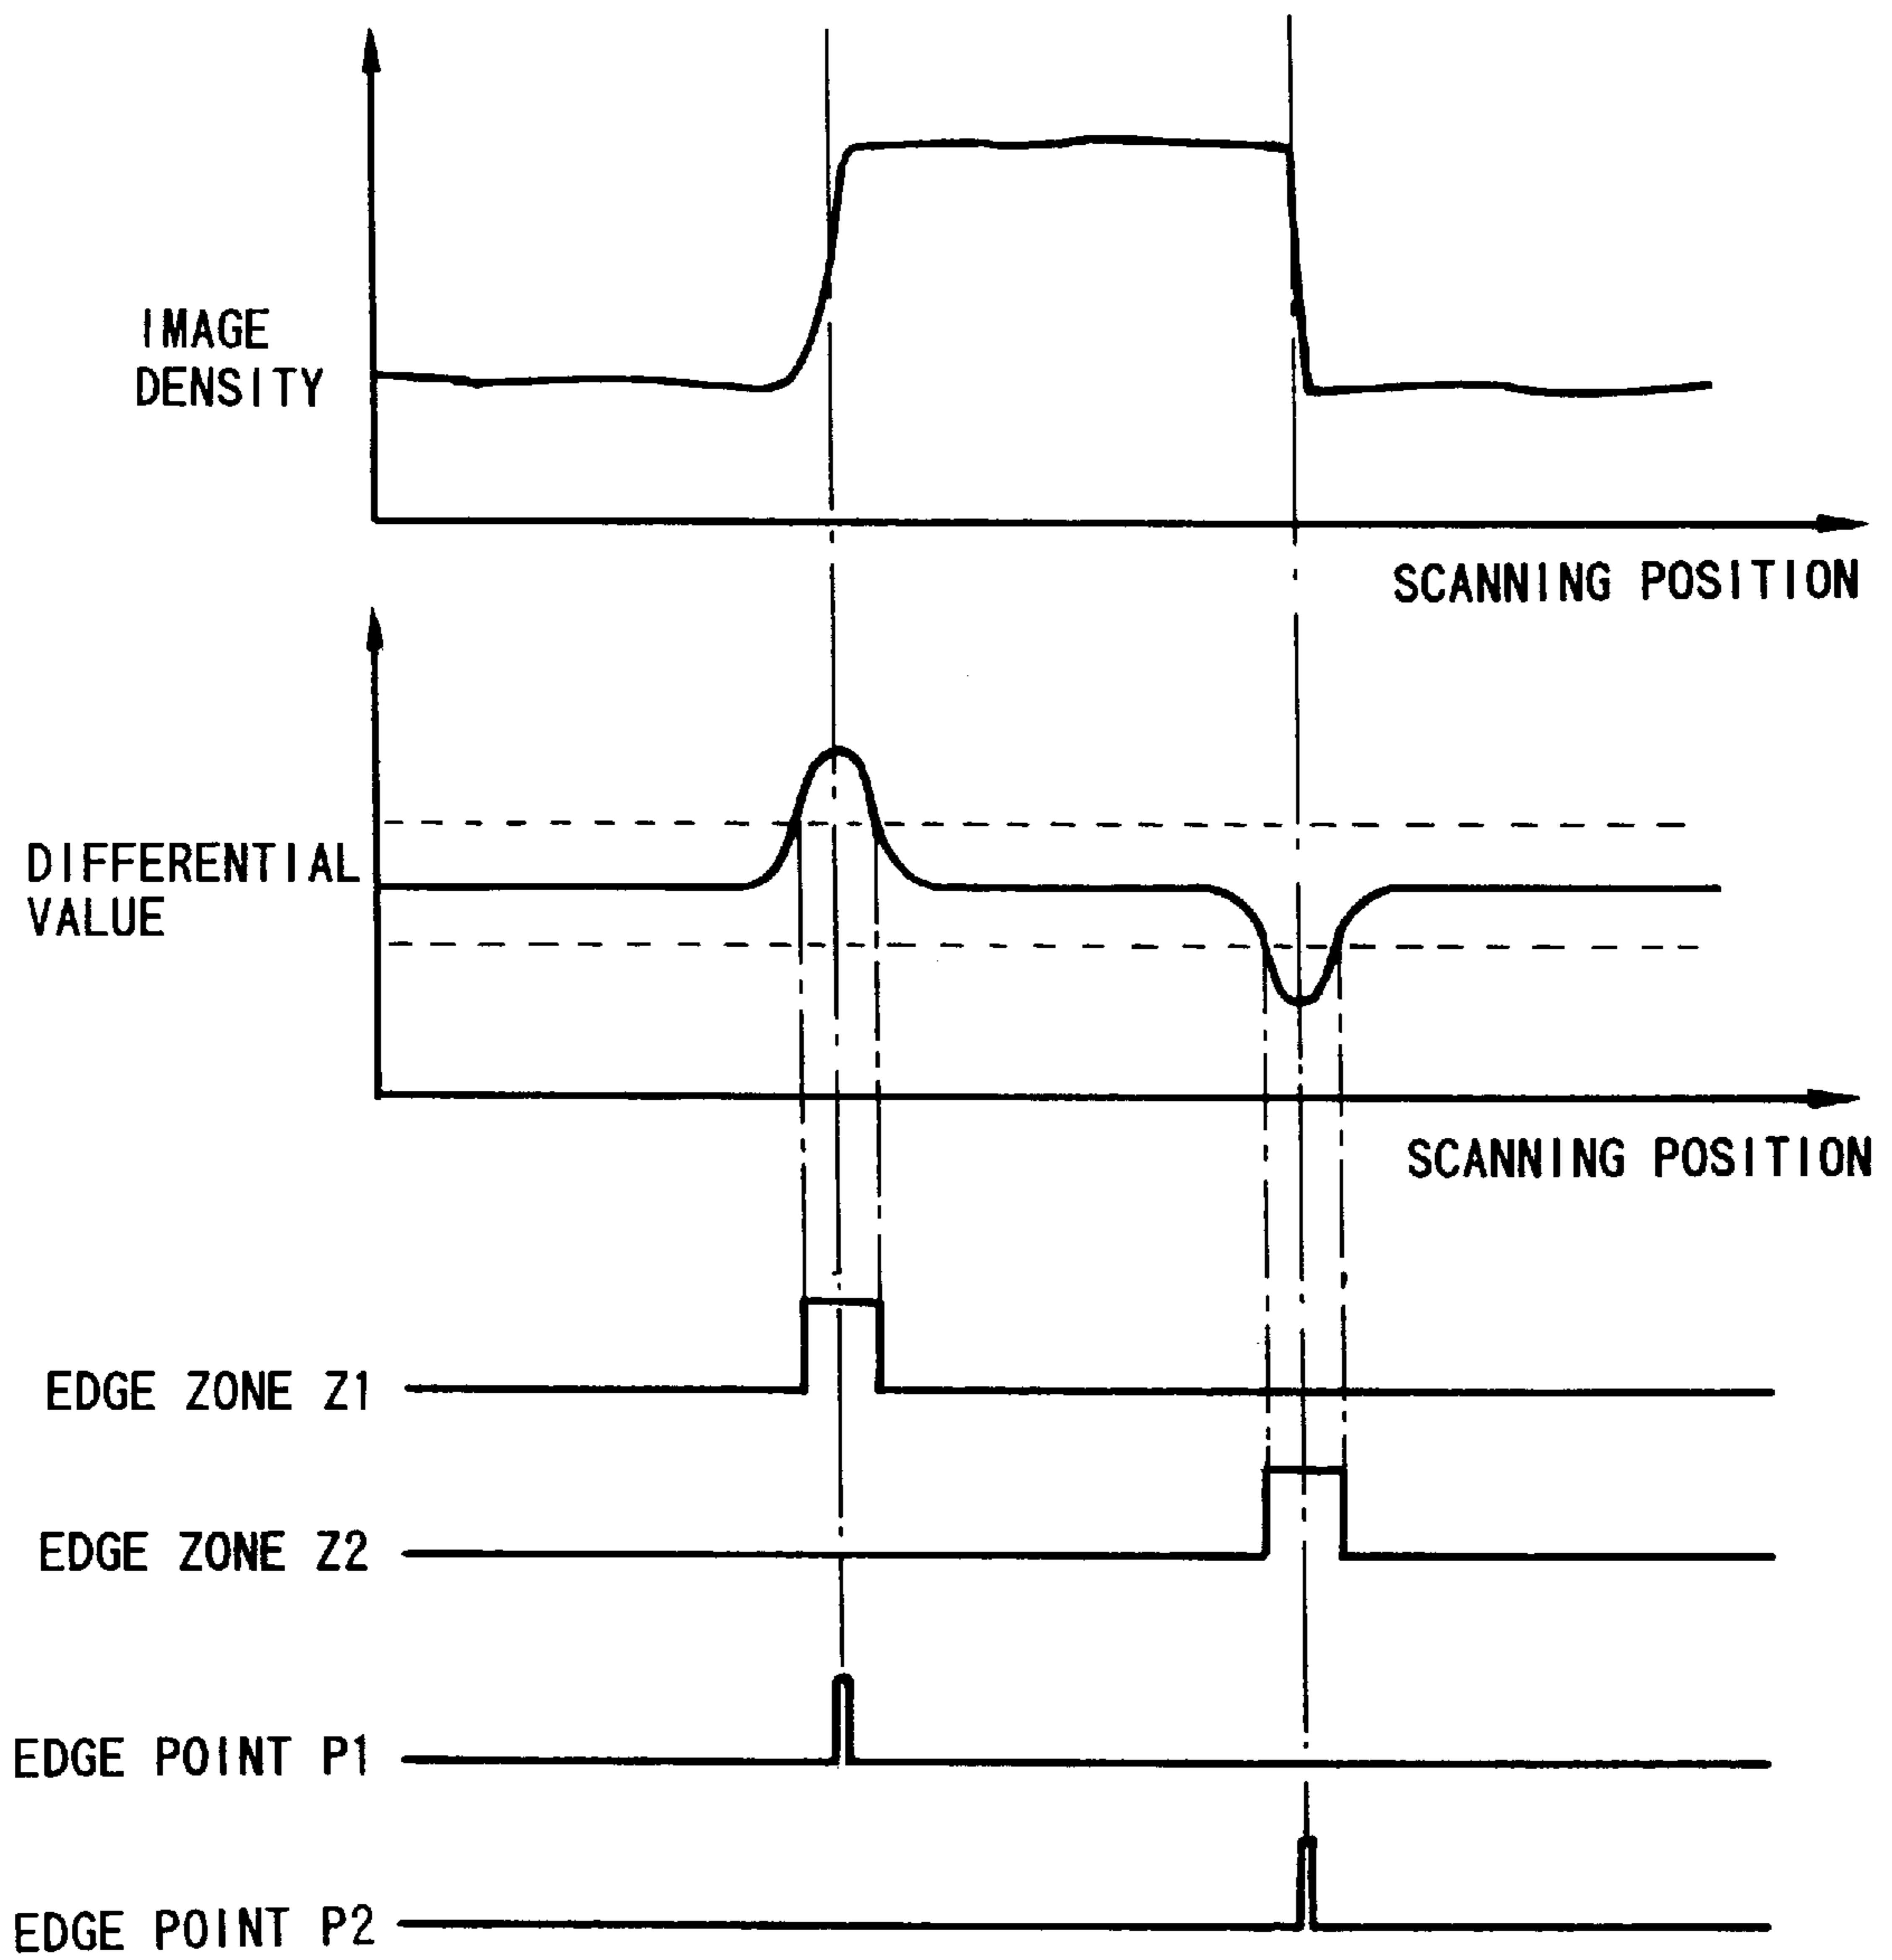 IMAGE
DENSITY
SCANNING POSITION
DIFFERENTIAL
VALUE
SCANNING POSITION
EDGE ZONE Z1
EDGE ZONE Z2
EDGE POINT P1
EDGE POINT P2